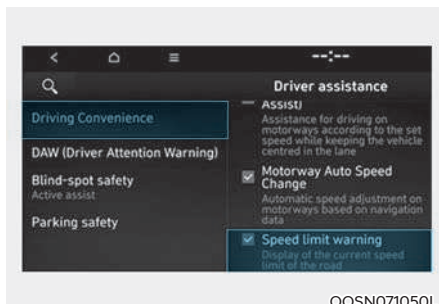 --:--
Driver assistance
Driving Convenience
DAW (Driver Attention Warning)
Blind-spot safety
Active assist
Parking safety
Assist)
Assistance for driving on
motorways according to the set
speed while keeping the vehicle
centred in the lane
Motorway Auto Speed
Change
Automatic speed adjustment on
motorways based on navigation
data
Speed limit warning
Display of the current speed
limit of the road
OOSN071050L